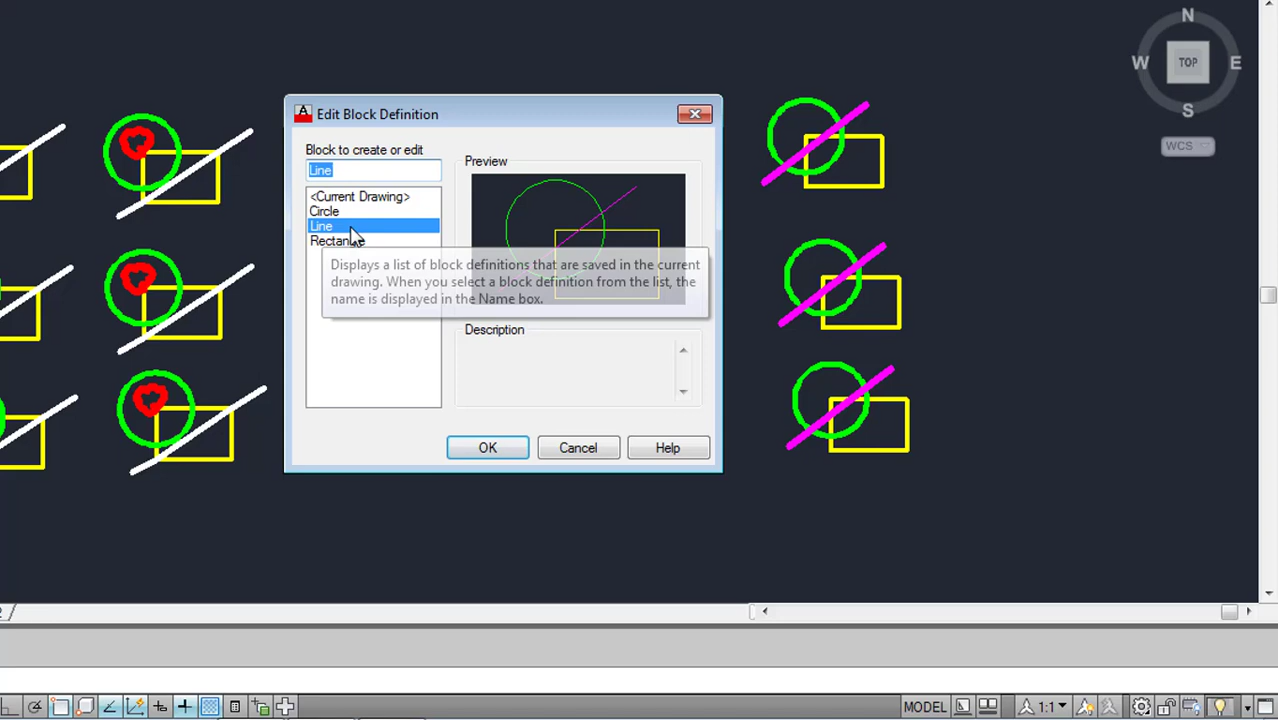 N
W TOP E
S
WCS
Edit Block Definition
Block to create or edit
Line
Preview
<Current Drawing>
Circle
Line
Rectangle
Displays a list of block definitions that are saved in the current
drawing. When you select a block definition from the list, the
name is displayed in the Name box.
Description
OK Cancel Help
MODEL 1:1